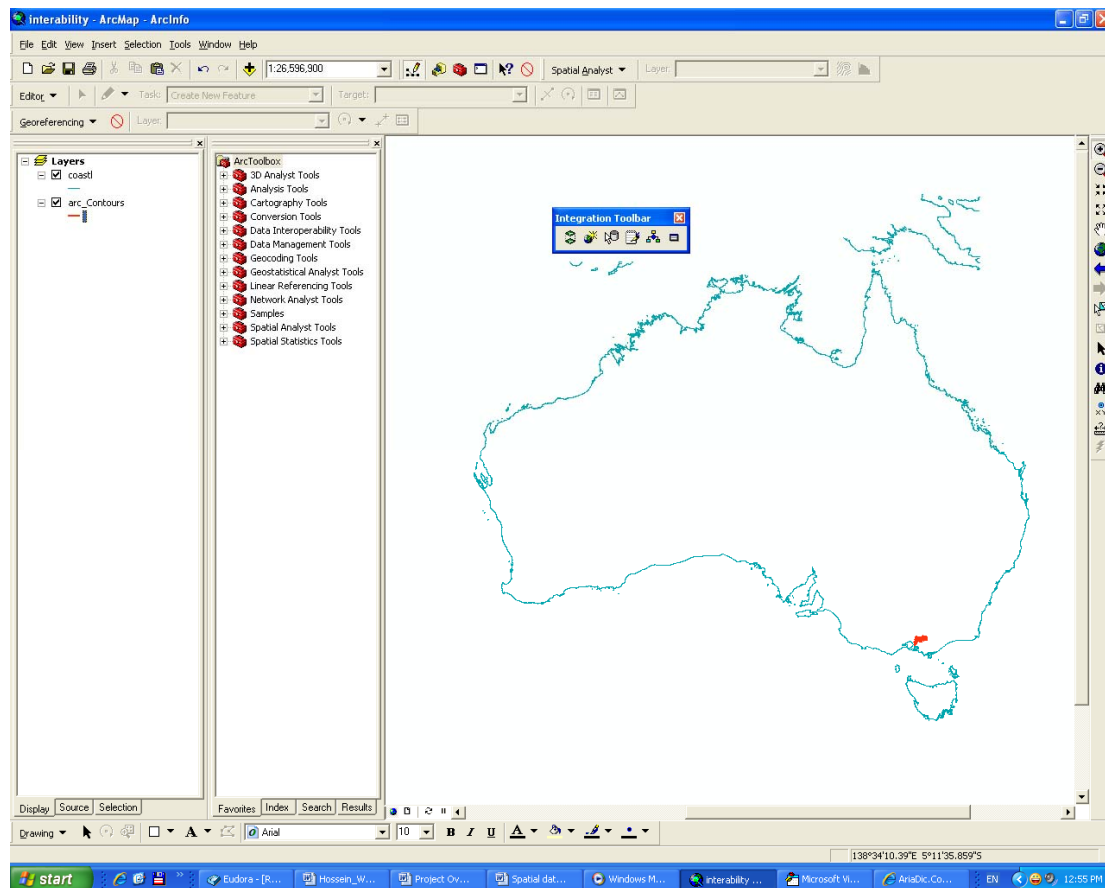 interability - ArcMap - ArcInfo
File Edit View Insert Selection Tools Window Help
1:26,596,900 Spatial Analyst Layer:
Editor Task: Create New Feature Target:
Georeferencing Layer:
Layers
coastl
arc_Contours
ArcToolbox
3D Analyst Tools
Analysis Tools
Cartography Tools
Conversion Tools
Data Interoperability Tools
Data Management Tools
Geocoding Tools
Geostatistical Analyst Tools
Linear Referencing Tools
Network Analyst Tools
Samples
Spatial Analyst Tools
Spatial Statistics Tools
Integration Toolbar
Display Source Selection
Favorites Index Search Results
Drawing A Arial 10 B I U A
138°34'10.39"E 5°11'35.859"S
start Eudora - [R... Hossein_W... Project Ov... Spatial dat... Windows M... interability ... Microsoft Vi... AriaDic.Co... EN 12:55 PM